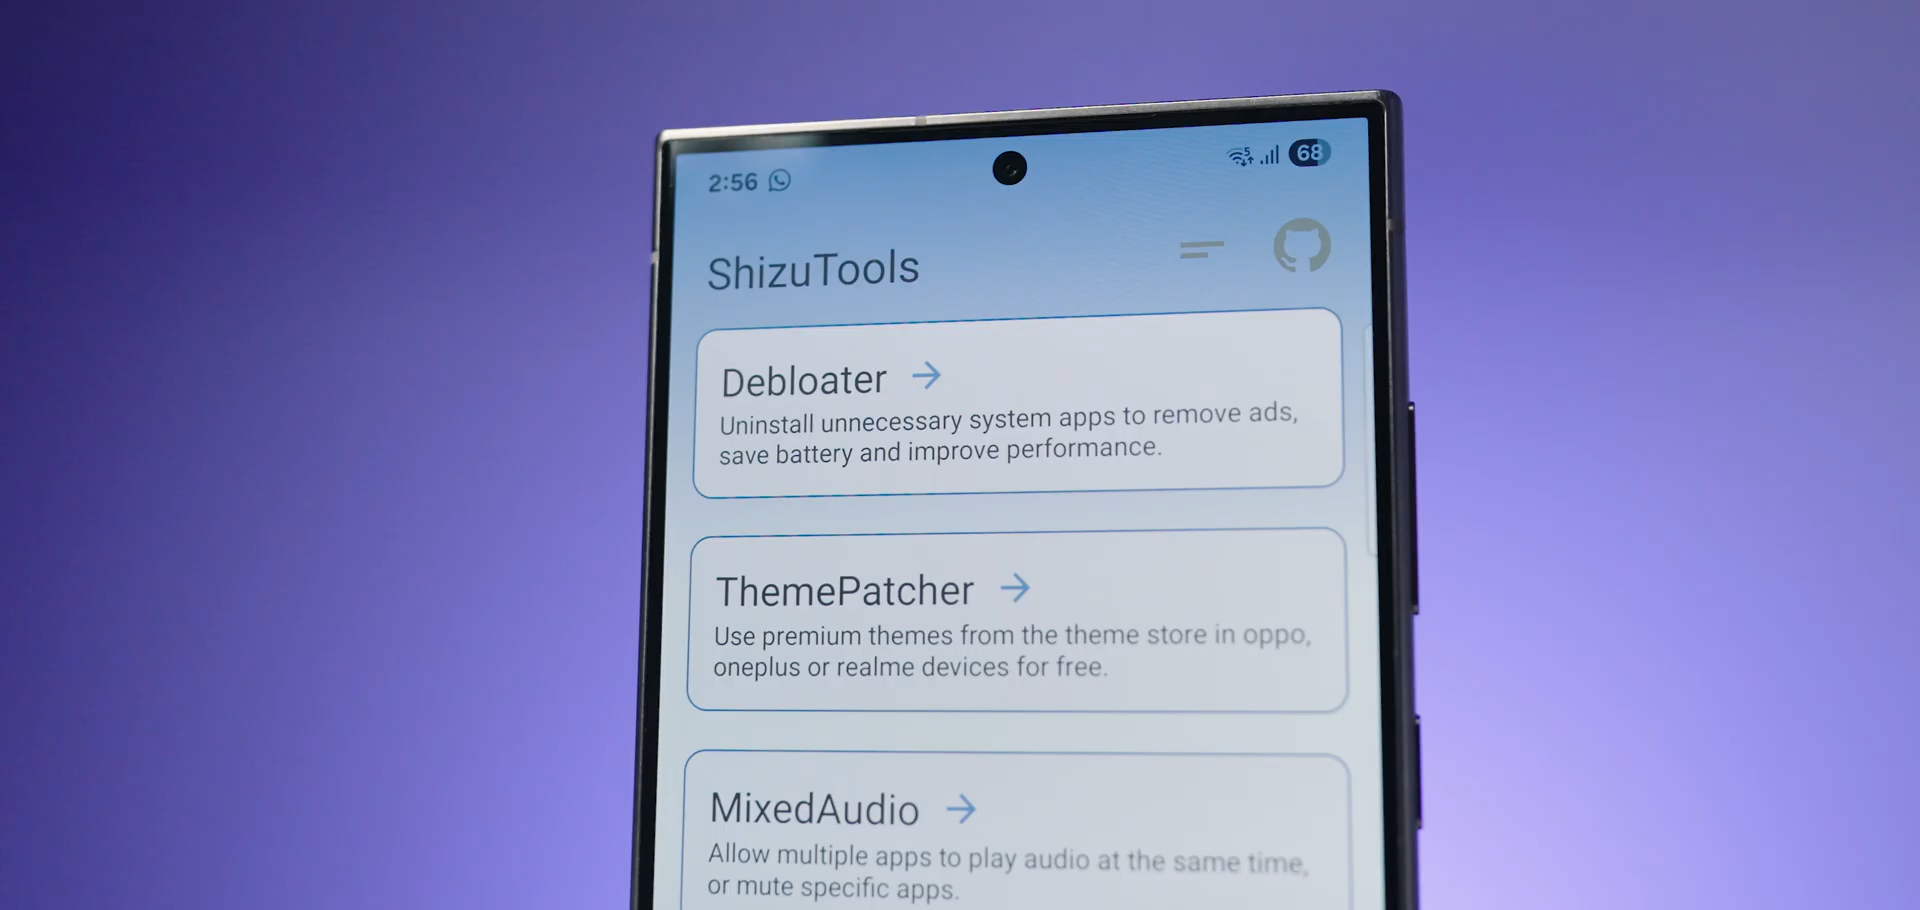 2:56
5
68
ShizuTools
Debloater
Uninstall unnecessary system apps to remove ads,
save battery and improve performance.
ThemePatcher
Use premium themes from the theme store in oppo,
oneplus or realme devices for free.
MixedAudio
Allow multiple apps to play audio at the same time,
or mute specific apps.